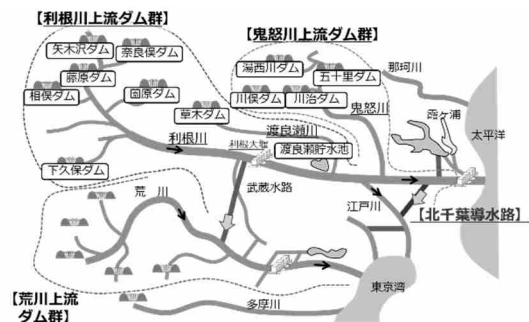 【利根川上流ダム群】
【鬼怒川上流ダム群】
矢木沢ダム
奈良俣ダム
藤原ダム
相俣ダム
薗原ダム
草木ダム
下久保ダム
湯西川ダム
五十里ダム
川俣ダム
川治ダム
那珂川
鬼怒川
霞ヶ浦
太平洋
渡良瀬川
利根川
利根大堰
渡良瀬貯水池
武蔵水路
荒川
江戸川
【北千葉導水路】
【荒川上流
ダム群】
多摩川
東京湾